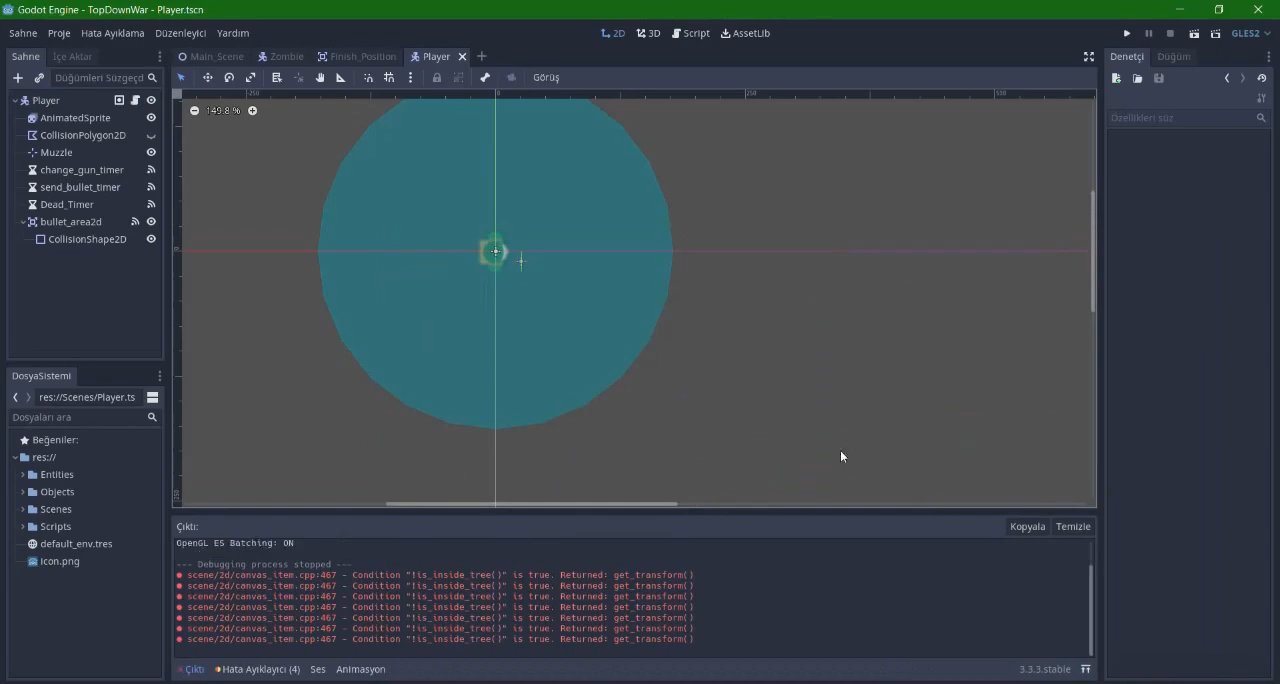 Godot Engine - TopDownWar - Player.tscn
Sahne Proje Hata Ayıklama Düzenleyici Yardım
2D 3D Script AssetLib
GLES2
Sahne İçe Aktar
Main_Scene Zombie Finish_Position Player
Denetçi Düğüm
Düğümleri Süzgeçd
Görüş
Player
AnimatedSprite
CollisionPolygon2D
Muzzle
change_gun_timer
send_bullet_timer
Dead_Timer
bullet_area2d
CollisionShape2D
-250 0 250 500
149.8 %
0
250
Özellikleri süz
DosyaSistemi
res://Scenes/Player.ts
Dosyaları ara
Beğeniler:
res://
Entities
Objects
Scenes
Scripts
default_env.tres
icon.png
Çıktı:
Kopyala Temizle
OpenGL ES Batching: ON
--- Debugging process stopped ---
scene/2d/canvas_item.cpp:467 - Condition "!is_inside_tree()" is true. Returned: get_transform()
scene/2d/canvas_item.cpp:467 - Condition "!is_inside_tree()" is true. Returned: get_transform()
scene/2d/canvas_item.cpp:467 - Condition "!is_inside_tree()" is true. Returned: get_transform()
scene/2d/canvas_item.cpp:467 - Condition "!is_inside_tree()" is true. Returned: get_transform()
scene/2d/canvas_item.cpp:467 - Condition "!is_inside_tree()" is true. Returned: get_transform()
scene/2d/canvas_item.cpp:467 - Condition "!is_inside_tree()" is true. Returned: get_transform()
scene/2d/canvas_item.cpp:467 - Condition "!is_inside_tree()" is true. Returned: get_transform()
Çıktı Hata Ayıklayıcı (4) Ses Animasyon
3.3.3.stable